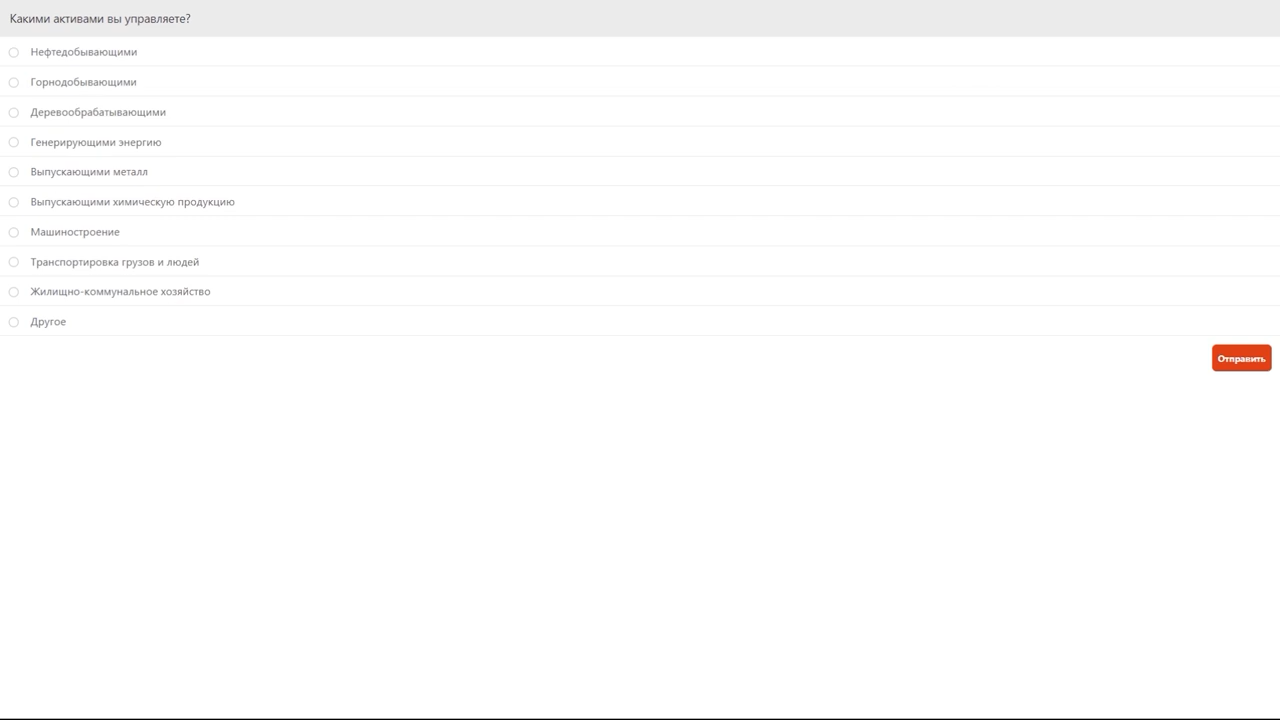 Какими активами вы управляете?
Нефтедобывающими
Горнодобывающими
Деревообрабатывающими
Генерирующими энергию
Выпускающими металл
Выпускающими химическую продукцию
Машиностроение
Транспортировка грузов и людей
Жилищно-коммунальное хозяйство
Другое
Отправить